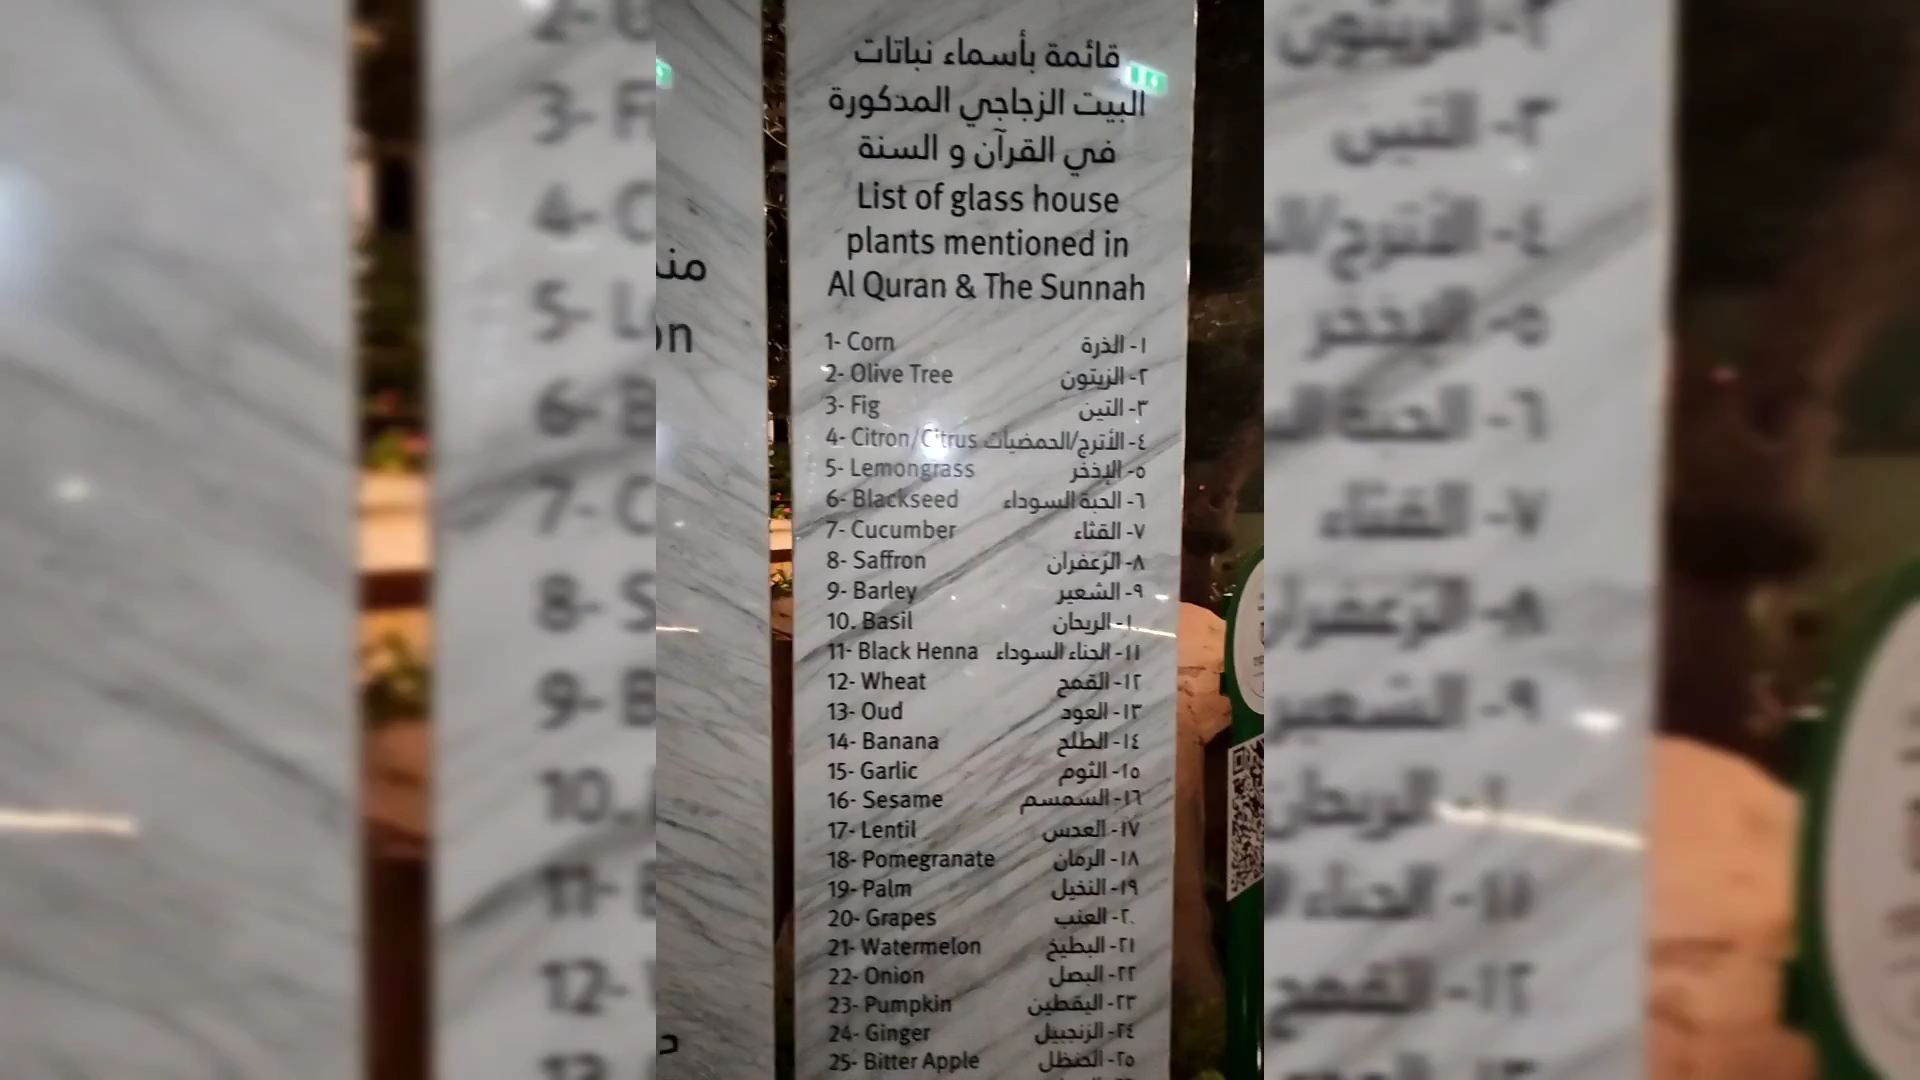 قائمة بأسماء نباتات
البيت الزجاجي المدكورة
في القرآن و السنة
List of glass house
plants mentioned in
Al Quran & The Sunnah
1- Corn ١- الذرة
2- Olive Tree ٢- الزيتون
3- Fig ٣- التين
4- Citron/Citrus ٤- الأترج/الحمضيات
5- Lemongrass ٥- الإذخر
6- Blackseed ٦- الحبة السوداء
7- Cucumber ٧- القثاء
8- Saffron ٨- الزعفران
9- Barley ٩- الشعير
10. Basil ١٠- الريحان
11- Black Henna ١١- الحناء السوداء
12- Wheat ١٢- القمح
13- Oud ١٣- العود
14- Banana ١٤- الطلح
15- Garlic ١٥- الثوم
16- Sesame ١٦- السمسم
17- Lentil ١٧- العدس
18- Pomegranate ١٨- الرمان
19- Palm ١٩- النخيل
20- Grapes ٢٠- العنب
21- Watermelon ٢١- البطيخ
22- Onion ٢٢- البصل
23- Pumpkin ٢٣- اليقطين
24- Ginger ٢٤- الزنجبيل
25- Bitter Apple ٢٥- الحنظل